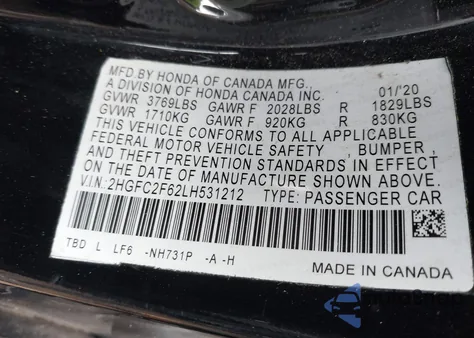 MFD BY HONDA OF CANADA MFG.
A DIVISION OF HONDA CANADA INC. 01/'20
GVWR 3769LBS GAWR F 2028LBS R 1829LBS
GVWR 1710KG GAWR F 920KG R 830KG
THIS VEHICLE CONFORMS TO ALL APPLICABLE
FEDERAL MOTOR VEHICLE SAFETY, BUMPER,
AND THEFT PREVENTION STANDARDS IN EFFECT
ON THE DATE OF MANUFACTURE SHOWN ABOVE.
V.I.N:2HGFC2F62LH531212 TYPE: PASSENGER CAR
TBD L LF6 -NH731P -A -H
MADE IN CANADA